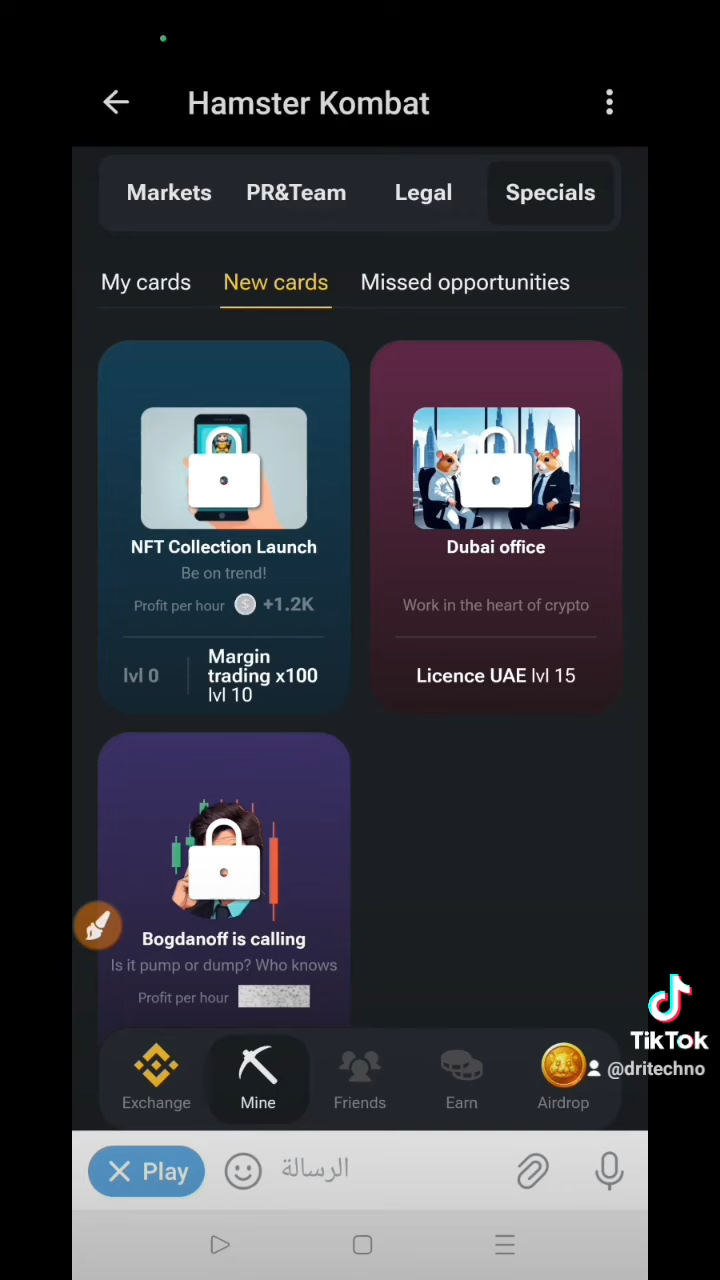 Hamster Kombat
Markets PR&Team Legal Specials
My cards New cards Missed opportunities
NFT Collection Launch
Be on trend!
Profit per hour +1.2K
lvl 0
Margin
trading x100
lvl 10
Dubai office
Work in the heart of crypto
Licence UAE lvl 15
Bogdanoff is calling
Is it pump or dump? Who knows
Profit per hour
TikTok
@dritechno
Exchange Mine Friends Earn Airdrop
Play
الرسالة